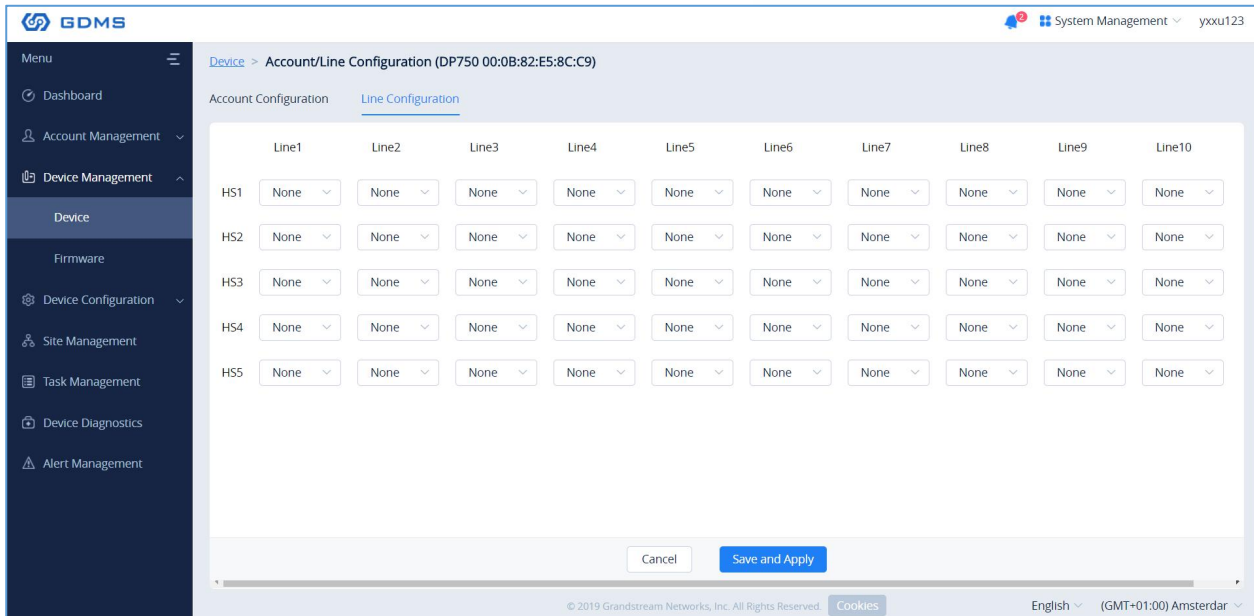 GDMS
2
System Management
yxxu123
Menu
Device > Account/Line Configuration (DP750 00:0B:82:E5:8C:C9)
Dashboard
Account Configuration Line Configuration
Account Management
Line1 Line2 Line3 Line4 Line5 Line6 Line7 Line8 Line9 Line10
Device Management
HS1 None None None None None None None None None None
Device
HS2 None None None None None None None None None None
Firmware
HS3 None None None None None None None None None None
Device Configuration
HS4 None None None None None None None None None None
Site Management
HS5 None None None None None None None None None None
Task Management
Device Diagnostics
Alert Management
Cancel Save and Apply
© 2019 Grandstream Networks, Inc. All Rights Reserved. Cookies English (GMT+01:00) Amsterdar